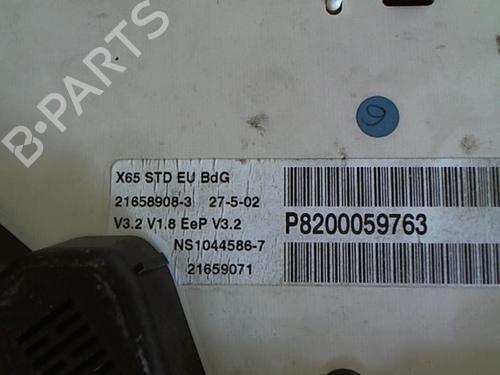 B-PARTS
6
X65 STD EU BdG
21658908-3 27-5-02
V3.2 V1.8 EeP V3.2
NS1044586-7
21659071
P8200059763